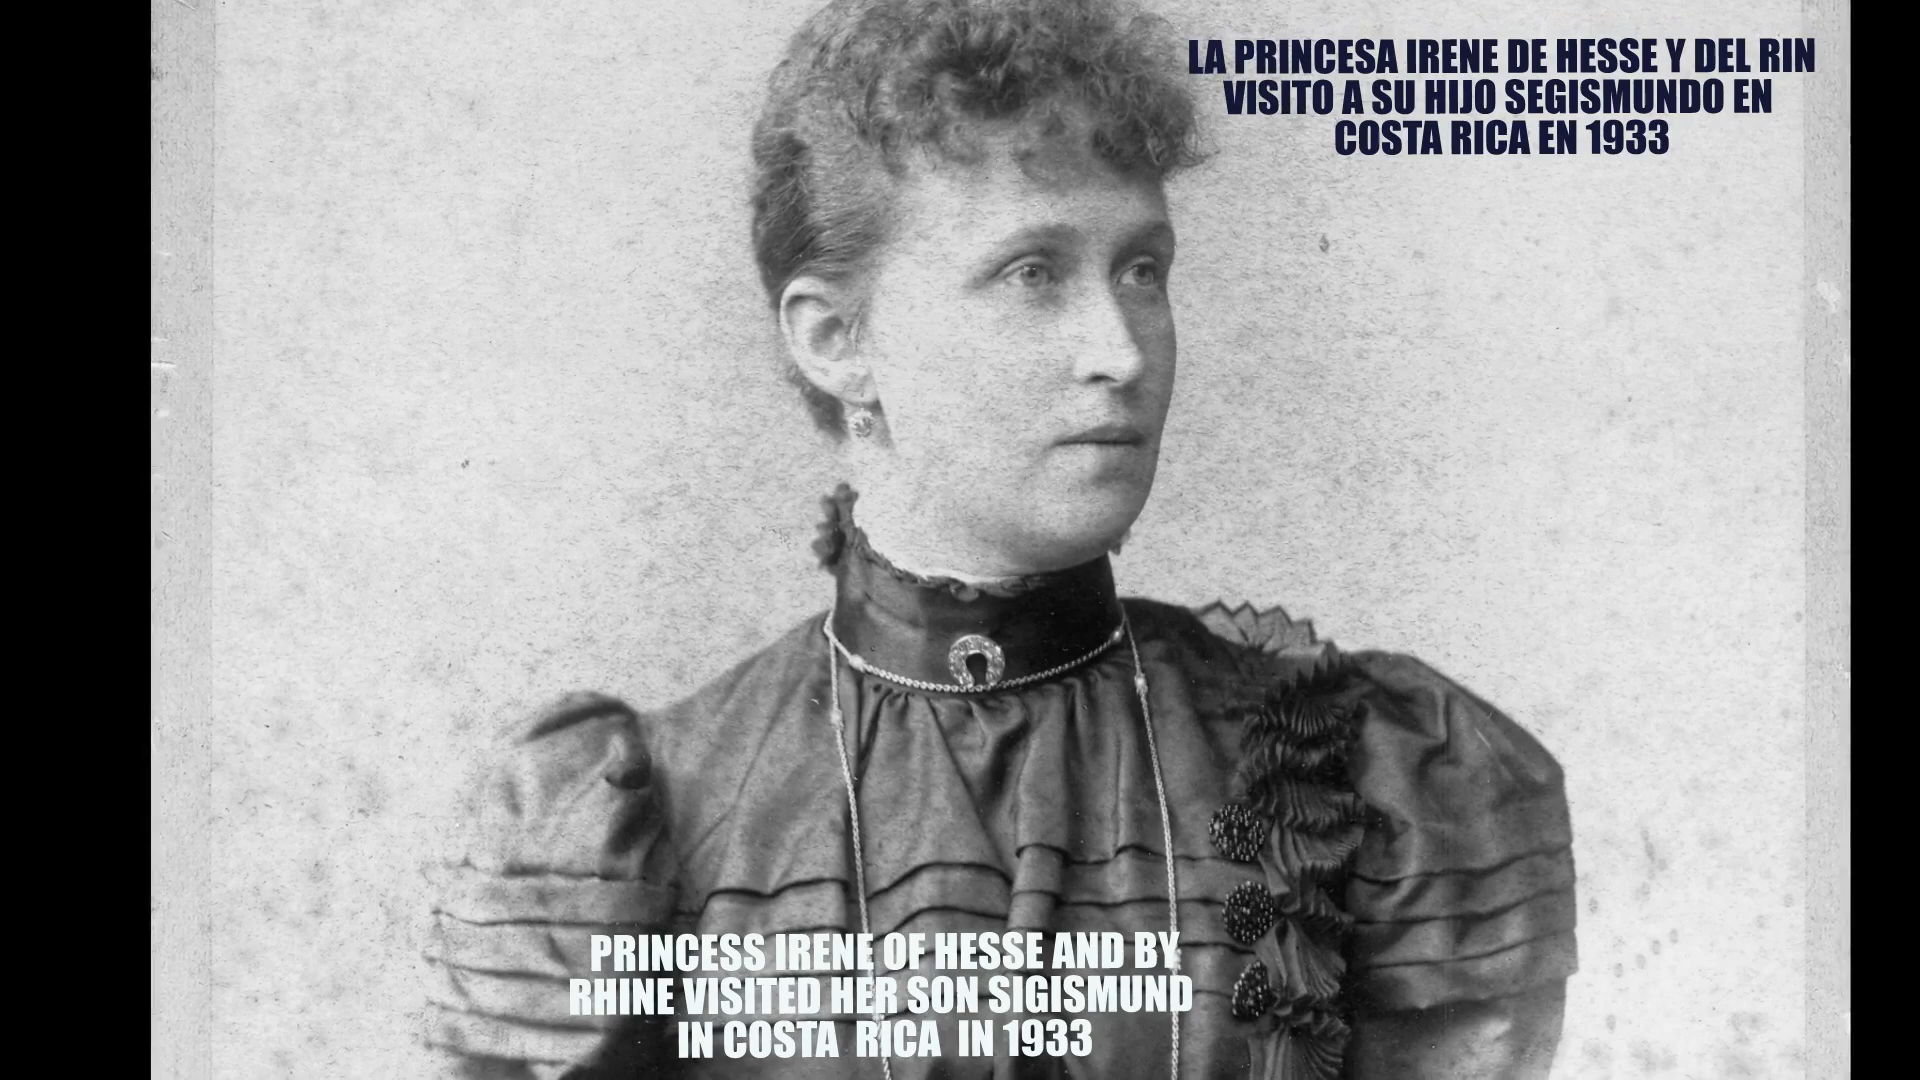 LA PRINCESA IRENE DE HESSE Y DEL RIN
VISITO A SU HIJO SEGISMUNDO EN
COSTA RICA EN 1933
PRINCESS IRENE OF HESSE AND BY
RHINE VISITED HER SON SIGISMUND
IN COSTA RICA IN 1933